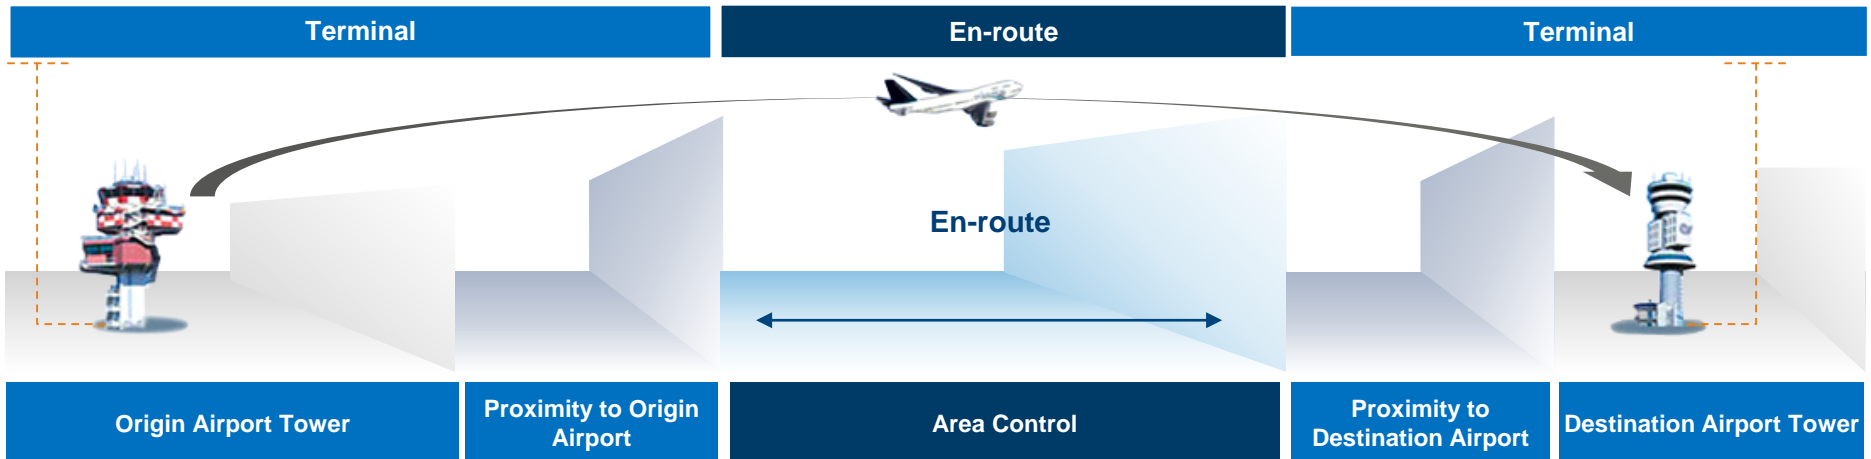 Terminal
En-route
Terminal
En-route
Origin Airport Tower
Proximity to Origin
Airport
Area Control
Proximity to
Destination Airport
Destination Airport Tower